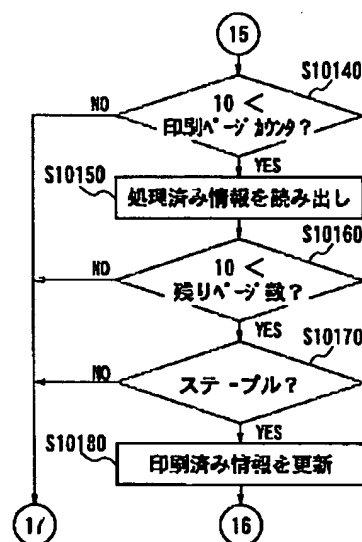 15
S10140
NO
10 <
印刷ページカウンタ?
YES
S10150
処理済み情報を読み出し
S10160
NO
10 <
残りページ数?
YES
S10170
NO
ステープル?
YES
S10180
印刷済み情報を更新
17
16